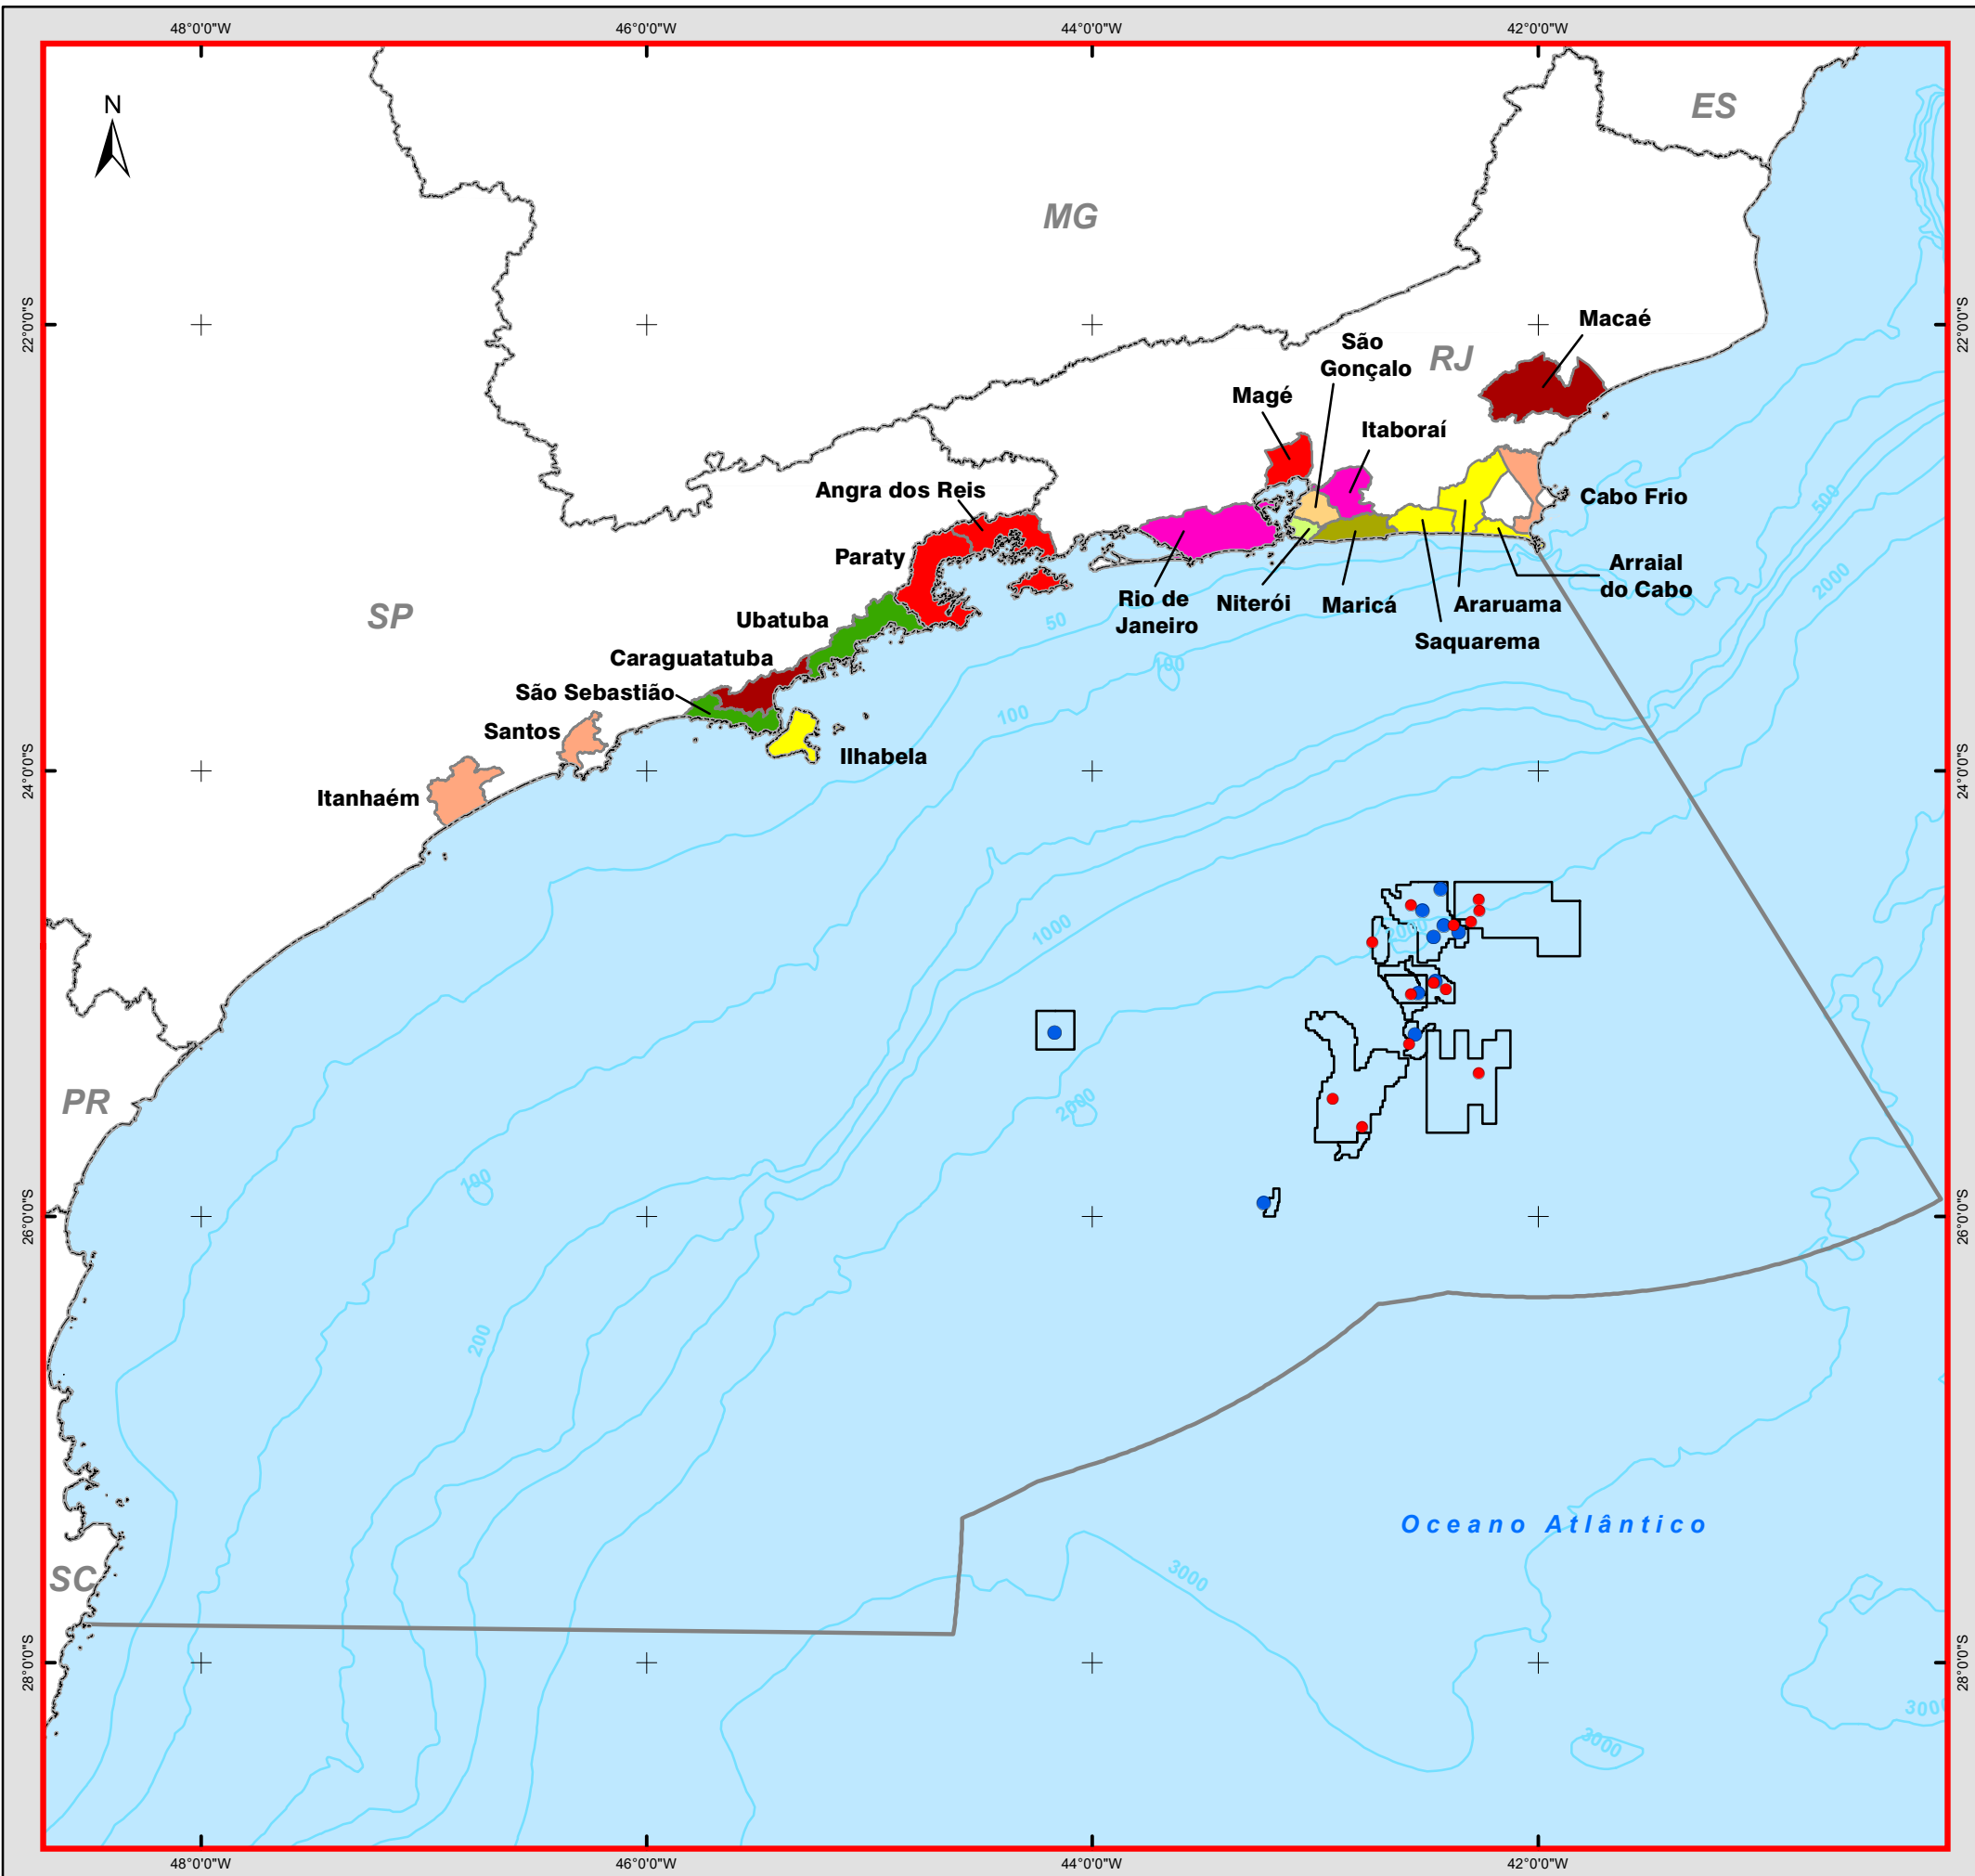 48°0'0"W
46°0'0"W
44°0'0"W
42°0'0"W
N
ES
MG
22°0'0"S
22°0'0"S
Macaé
São
Gonçalo
RJ
Magé
Itaboraí
Angra dos Reis
Cabo Frio
500
Paraty
Arraial
do Cabo
2000
Rio de
Janeiro
Niterói
Maricá
Araruama
SP
Ubatuba
50
Saquarema
Caraguatatuba
100
São Sebastião
100
Santos
Ilhabela
24°0'0"S
24°0'0"S
Itanhaém
1000
2000
PR
2000
100
26°0'0"S
26°0'0"S
200
Oceano Atlântico
SC
3000
28°0'0"S
28°0'0"S
3000
3000
48°0'0"W
46°0'0"W
44°0'0"W
42°0'0"W